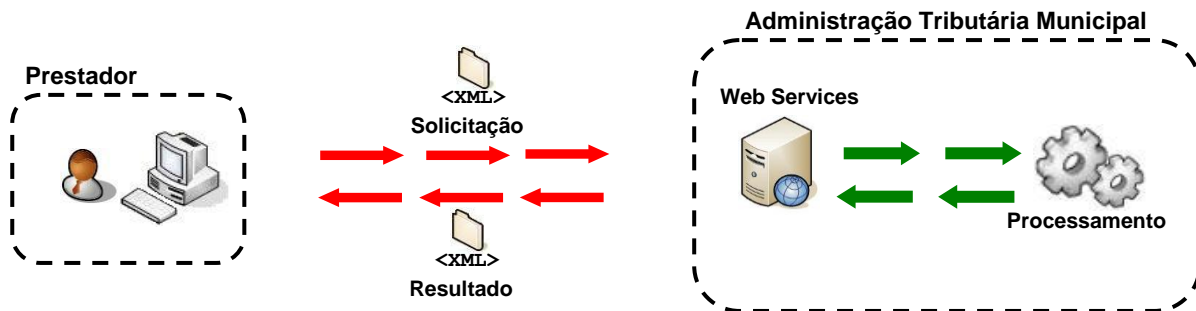 Administração Tributária Municipal
Prestador
<XML>
Solicitação
Web Services
Processamento
<XML>
Resultado